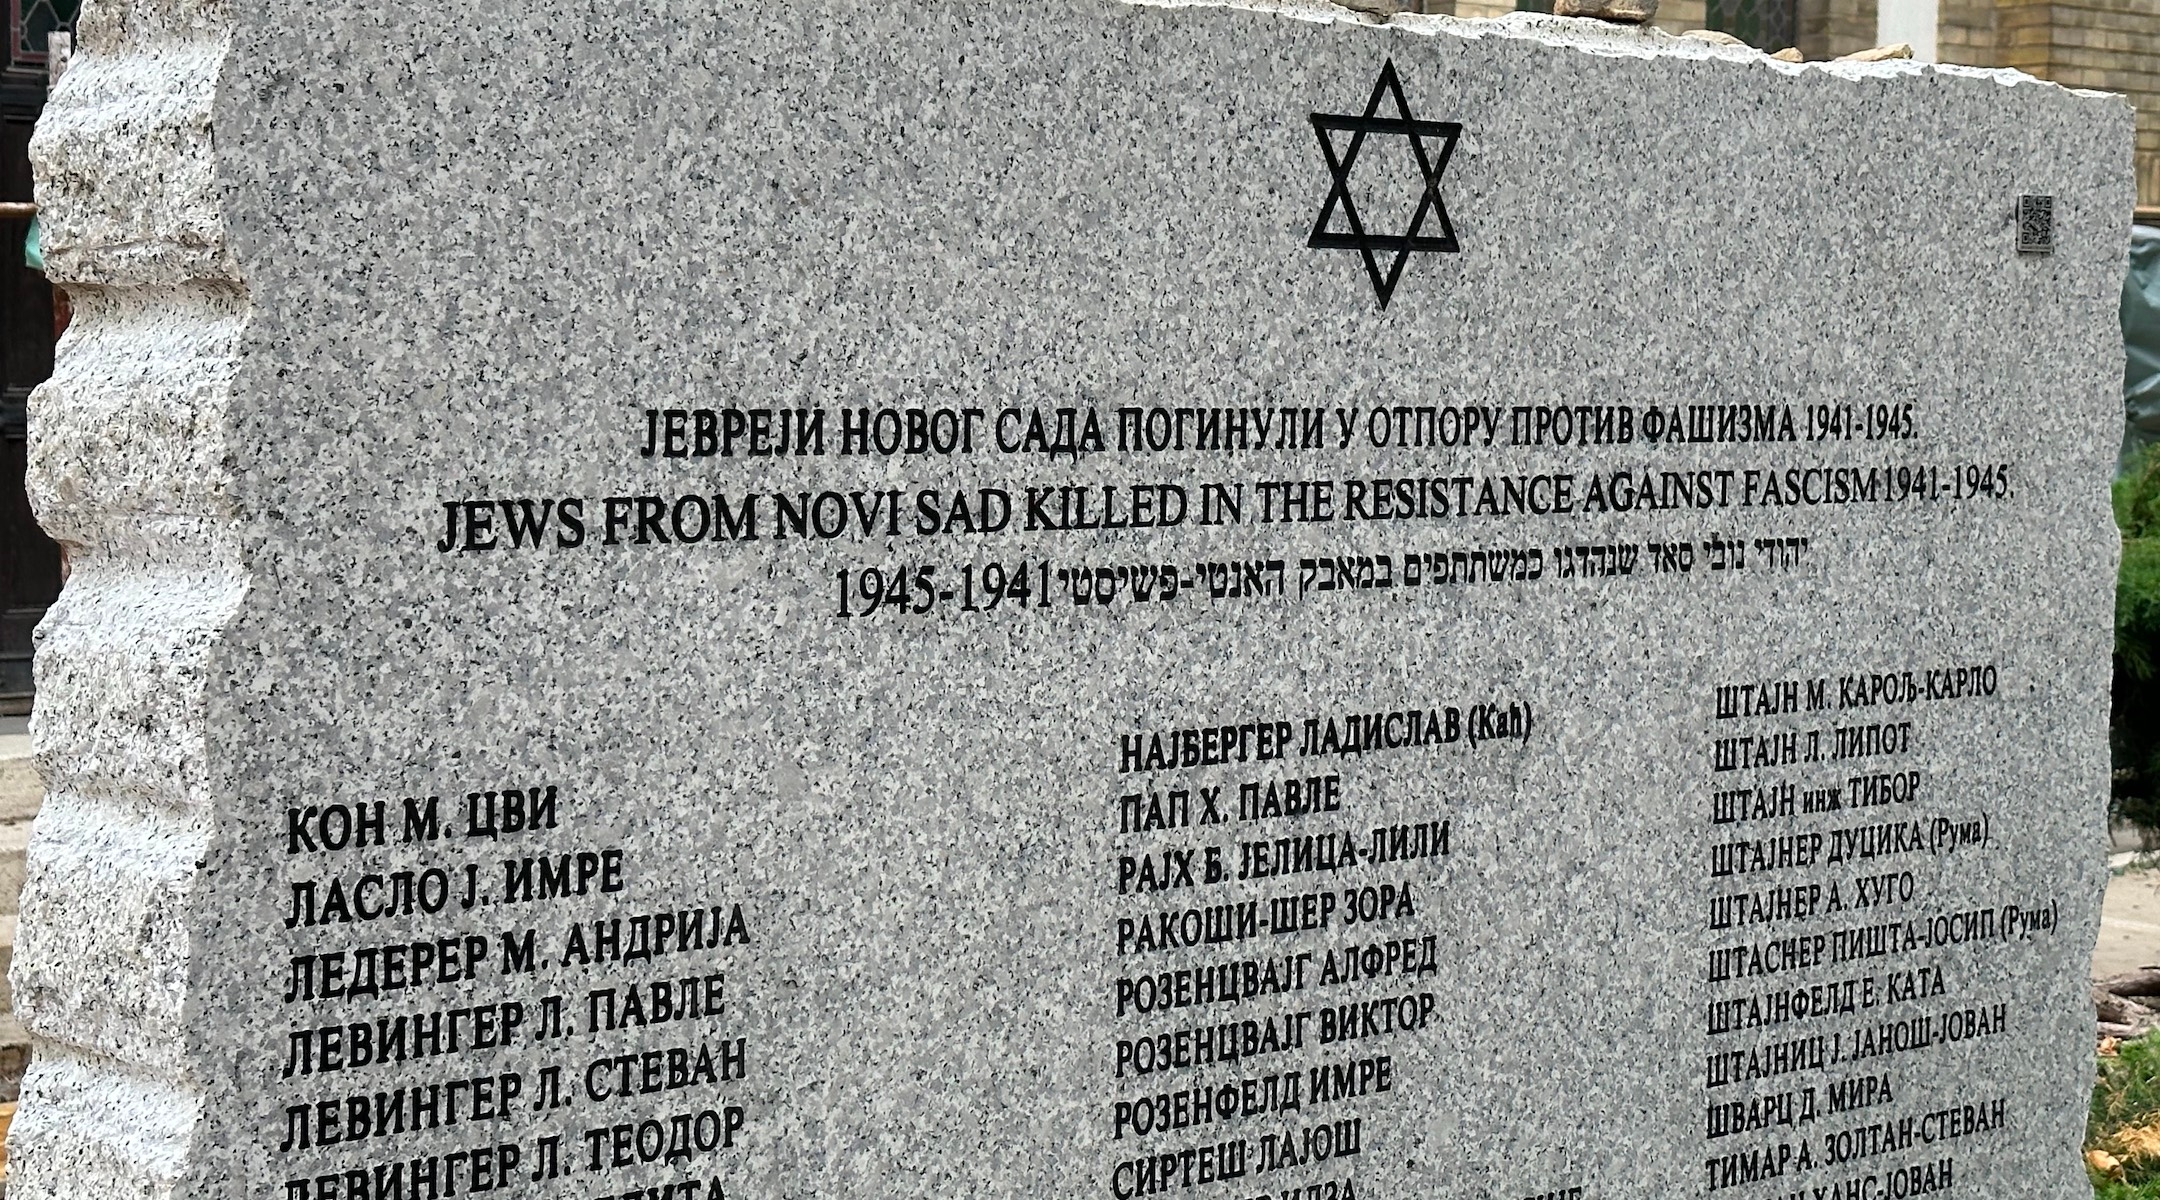 ЈЕВРЕЈИ НОВОГ САДА ПОГИНУЛИ У ОТПОРУ ПРОТИВ ФАШИЗМА 1941-1945.
JEWS FROM NOVI SAD KILLED IN THE RESISTANCE AGAINST FASCISM 1941-1945.
יהודי נובי סאד שנהרגו כמשתתפים במאבק האנטי-פשיסטי 1945-1941
КОН М. ЦВИ
ЛАСЛО Ј. ИМРЕ
ЛЕДЕРЕР М. АНДРИЈА
ЛЕВИНГЕР Л. ПАВЛЕ
ЛЕВИНГЕР Л. СТЕВАН
ЛЕВИНГЕР Л. ТЕОДОР
НАЈБЕРГЕР ЛАДИСЛАВ (Каћ)
ПАП Х. ПАВЛЕ
РАЈХ Б. ЈЕЛИЦА-ЛИЛИ
РАКОШИ-ШЕР ЗОРА
РОЗЕНЦВАЈГ АЛФРЕД
РОЗЕНЦВАЈГ ВИКТОР
РОЗЕНФЕЛД ИМРЕ
СИРТЕШ ЛАЈОШ
ШТАЈН М. КАРОЉ-КАРЛО
ШТАЈН Л. ЛИПОТ
ШТАЈН инж ТИБОР
ШТАЈНЕР ДУЦИКА (Рума)
ШТАЈНЕР А. ХУГО
ШТАСНЕР ПИШТА-ЈОСИП (Рума)
ШТАЈНФЕЛД Е. КАТА
ШТАЈНИЦ Ј. ЈАНОШ-ЈОВАН
ШВАРЦ Д. МИРА
ТИМАР А. ЗОЛТАН-СТЕВАН
ХАНС-ЈОВАН